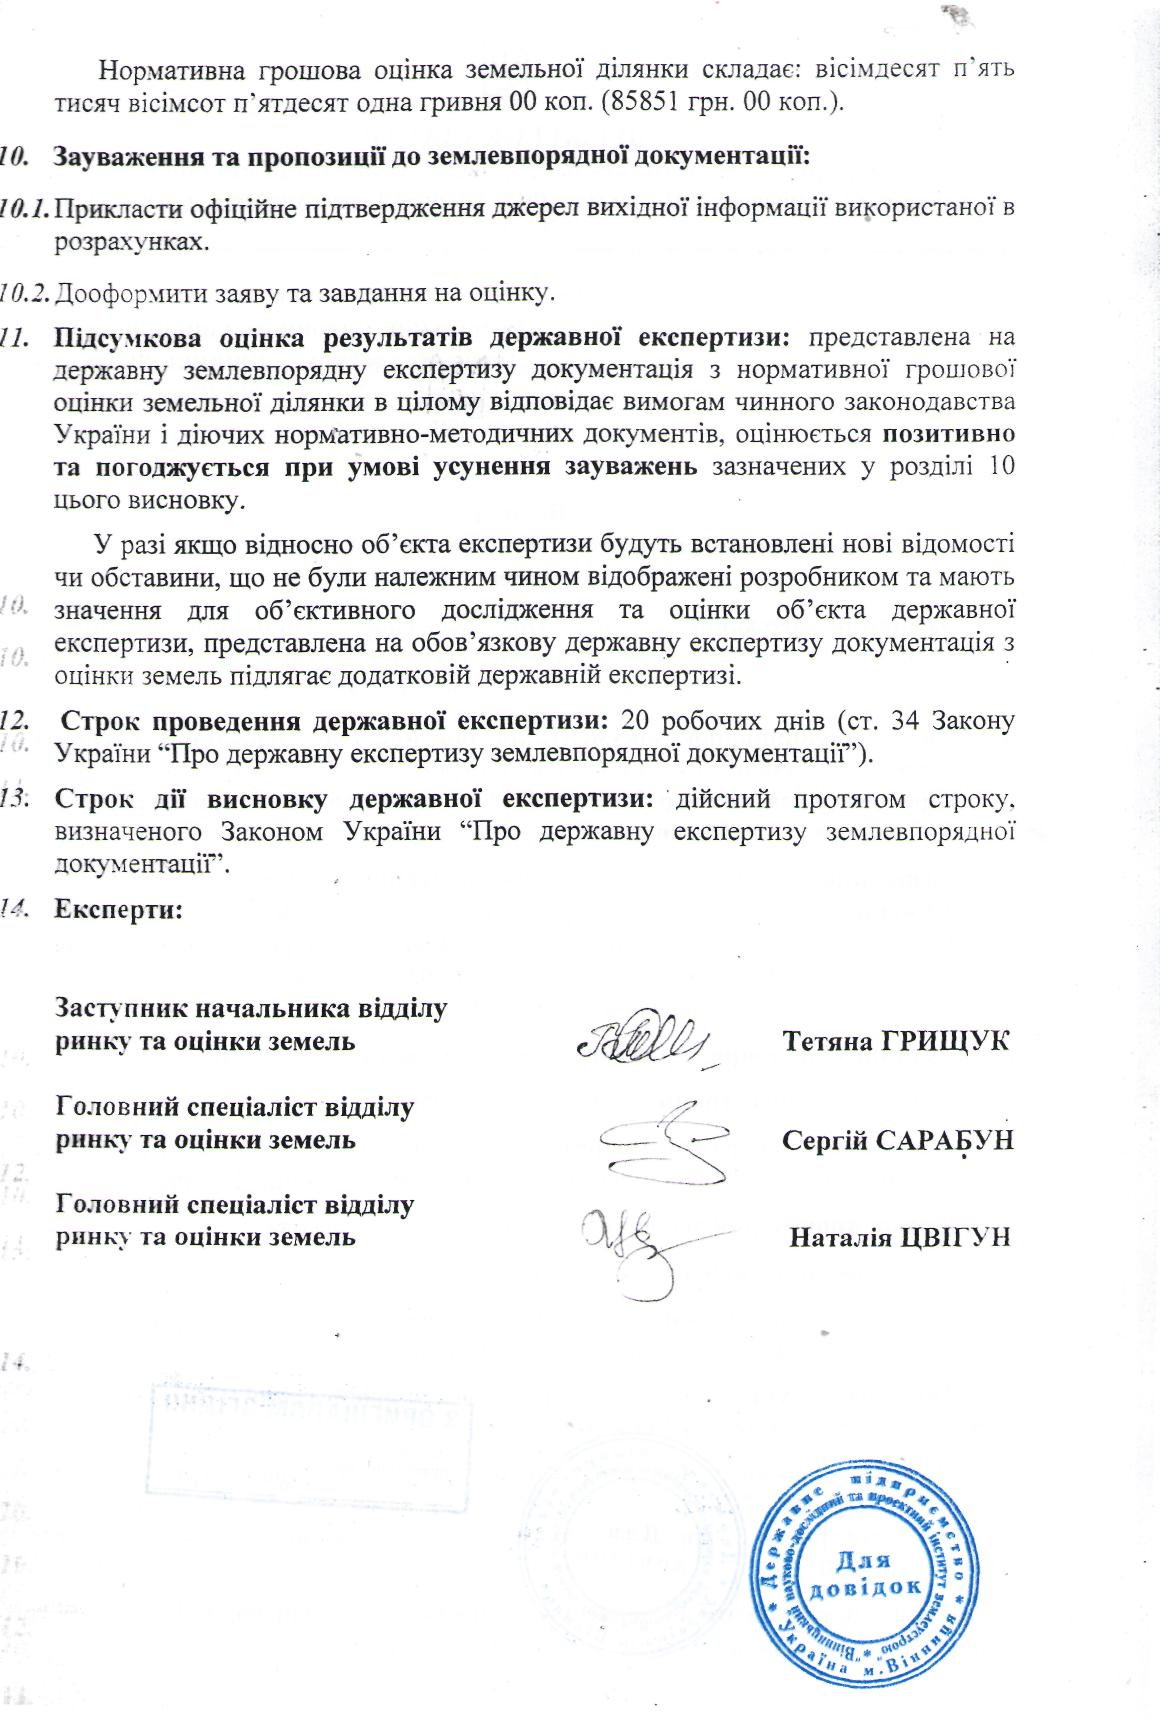 Нормативна грошова оцінка земельної ділянки складає: вісімдесят п’ять
тисяч вісімсот п’ятдесят одна гривня 00 коп. (85851 грн. 00 коп.).
10. Зауваження та пропозиції до землевпорядної документації:
10.1. Прикласти офіційне підтвердження джерел вихідної інформації використаної в
розрахунках.
10.2. Дооформити заяву та завдання на оцінку.
11. Підсумкова оцінка результатів державної експертизи: представлена на
державну землевпорядну експертизу документація з нормативної грошової
оцінки земельної ділянки в цілому відповідає вимогам чинного законодавства
України і діючих нормативно-методичних документів, оцінюється позитивно
та погоджується при умові усунення зауважень зазначених у розділі 10
цього висновку.
У разі якщо відносно об’єкта експертизи будуть встановлені нові відомості
чи обставини, що не були належним чином відображені розробником та мають
значення для об’єктивного дослідження та оцінки об’єкта державної
експертизи, представлена на обов’язкову державну експертизу документація з
оцінки земель підлягає додатковій державній експертизі.
12. Строк проведення державної експертизи: 20 робочих днів (ст. 34 Закону
України “Про державну експертизу землевпорядної документації”).
13. Строк дії висновку державної експертизи: дійсний протягом строку,
визначеного Законом України “Про державну експертизу землевпорядної
документації”.
14. Експерти:
Заступник начальника відділу
ринку та оцінки земель Тетяна ГРИЩУК
Головний спеціаліст відділу
ринку та оцінки земель Сергій САРАБУН
Головний спеціаліст відділу
ринку та оцінки земель Наталія ЦВІГУН
* Державне підприємство *
Україна м.Вінниця
* "Вінницький науково-дослідний та проектний інститут землеустрою"
Для
довідок